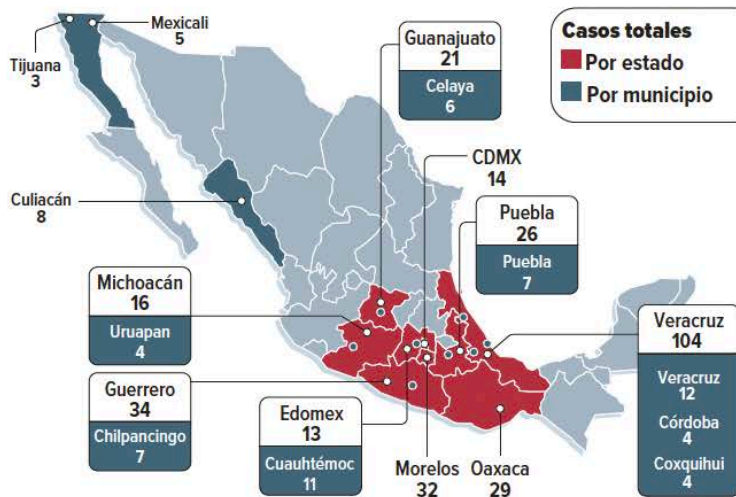 Mexicali
5
Tijuana
3
Guanajuato
21
Celaya
6
Casos totales
Por estado
Por municipio
CDMX
14
Culiacán
8
Puebla
26
Puebla
7
Michoacán
16
Uruapan
4
Veracruz
104
Veracruz
12
Córdoba
4
Coxquihui
4
Guerrero
34
Chilpancingo
7
Edomex
13
Cuauhtémoc
11
Morelos
32
Oaxaca
29